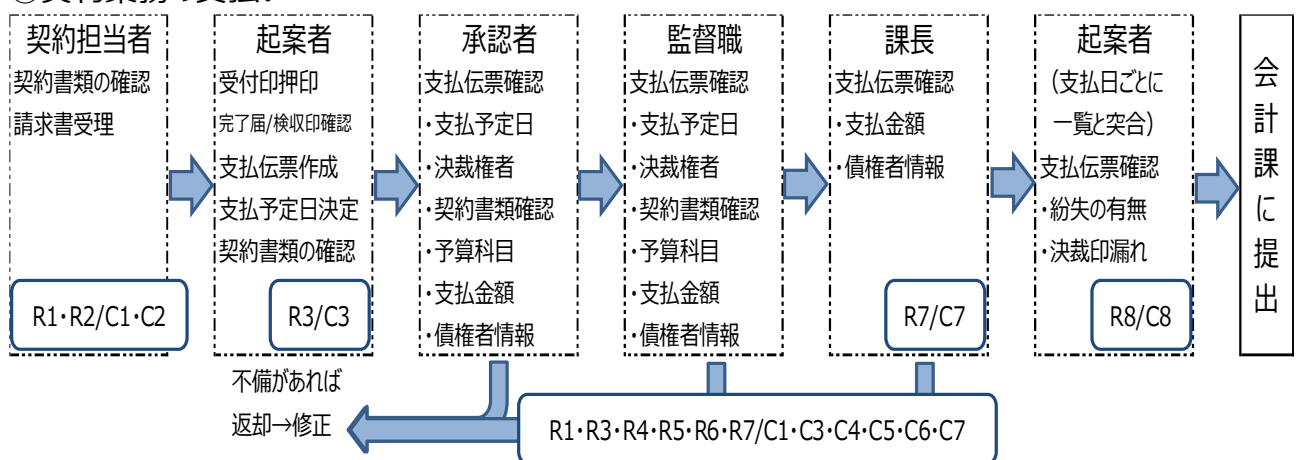 契約担当者
契約書類の確認
請求書受理
R1・R2/C1・C2
起案者
受付印押印
完了届/検収印確認
支払伝票作成
支払予定日決定
契約書類の確認
R3/C3
承認者
支払伝票確認
・支払予定日
・決裁権者
・契約書類確認
・予算科目
・支払金額
・債権者情報
監督職
支払伝票確認
・支払予定日
・決裁権者
・契約書類確認
・予算科目
・支払金額
・債権者情報
課長
支払伝票確認
・支払金額
・債権者情報
R7/C7
起案者
(支払日ごとに
一覧と突合)
支払伝票確認
・紛失の有無
・決裁印漏れ
R8/C8
会計課に提出
不備があれば
返却→修正
R1・R3・R4・R5・R6・R7/C1・C3・C4・C5・C6・C7